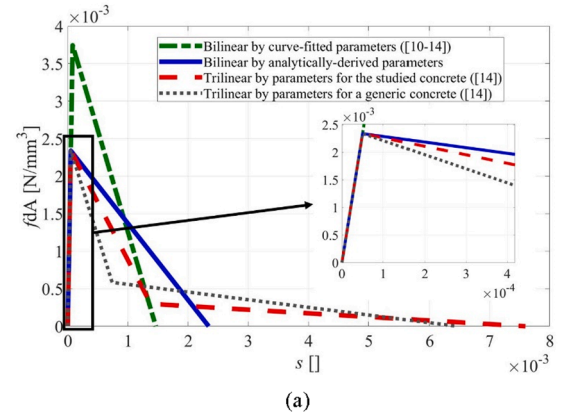 ×10⁻³
4
3.5
3
2.5
2
1.5
1
0.5
0
fdA [N/mm³]
Bilinear by curve-fitted parameters ([10-14])
Bilinear by analytically-derived parameters
Trilinear by parameters for the studied concrete ([14])
Trilinear by parameters for a generic concrete ([14])
×10⁻³
2.5
2
1.5
1
0.5
0
0 1 2 3 4
×10⁻⁴
0 1 2 3 4 5 6 7 8
s [] ×10⁻³
(a)